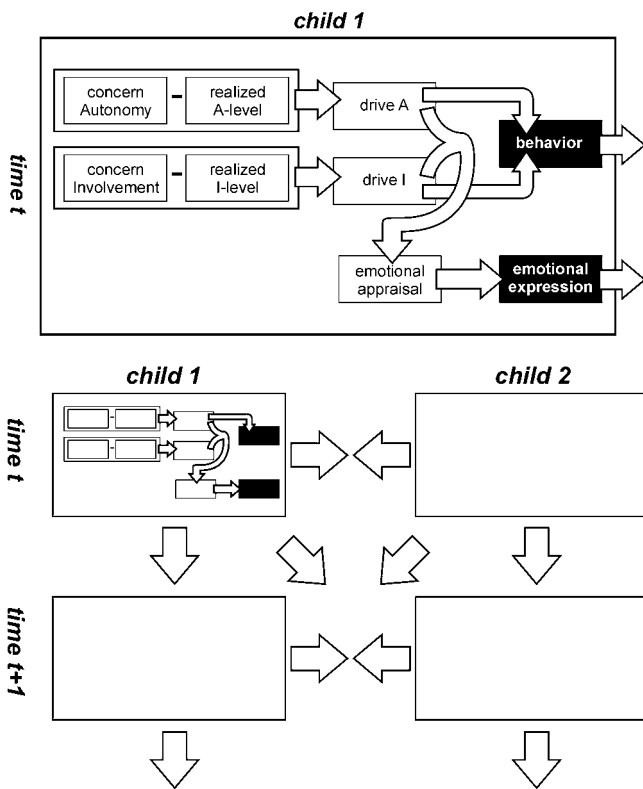 child 1
time t
concern
Autonomy
–
realized
A-level
drive A
behavior
concern
Involvement
–
realized
I-level
drive I
emotional
appraisal
emotional
expression
child 1
child 2
time t
time t+1